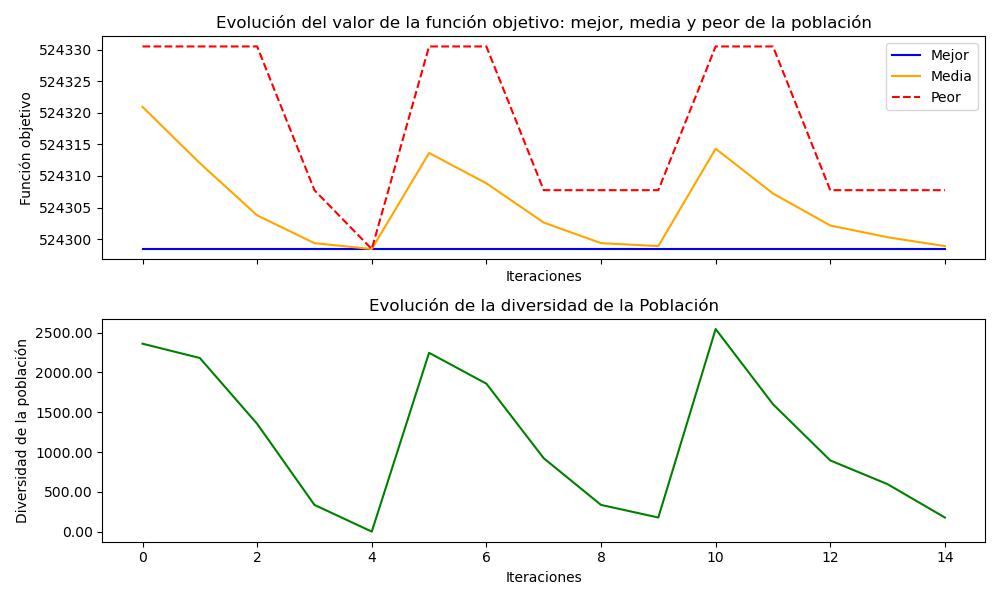 Evolución del valor de la función objetivo: mejor, media y peor de la población
524330
524325
524320
524315
524310
524305
524300
Función objetivo
Mejor
Media
Peor
Iteraciones
Evolución de la diversidad de la Población
2500.00
2000.00
1500.00
1000.00
500.00
0.00
Diversidad de la población
0 2 4 6 8 10 12 14
Iteraciones